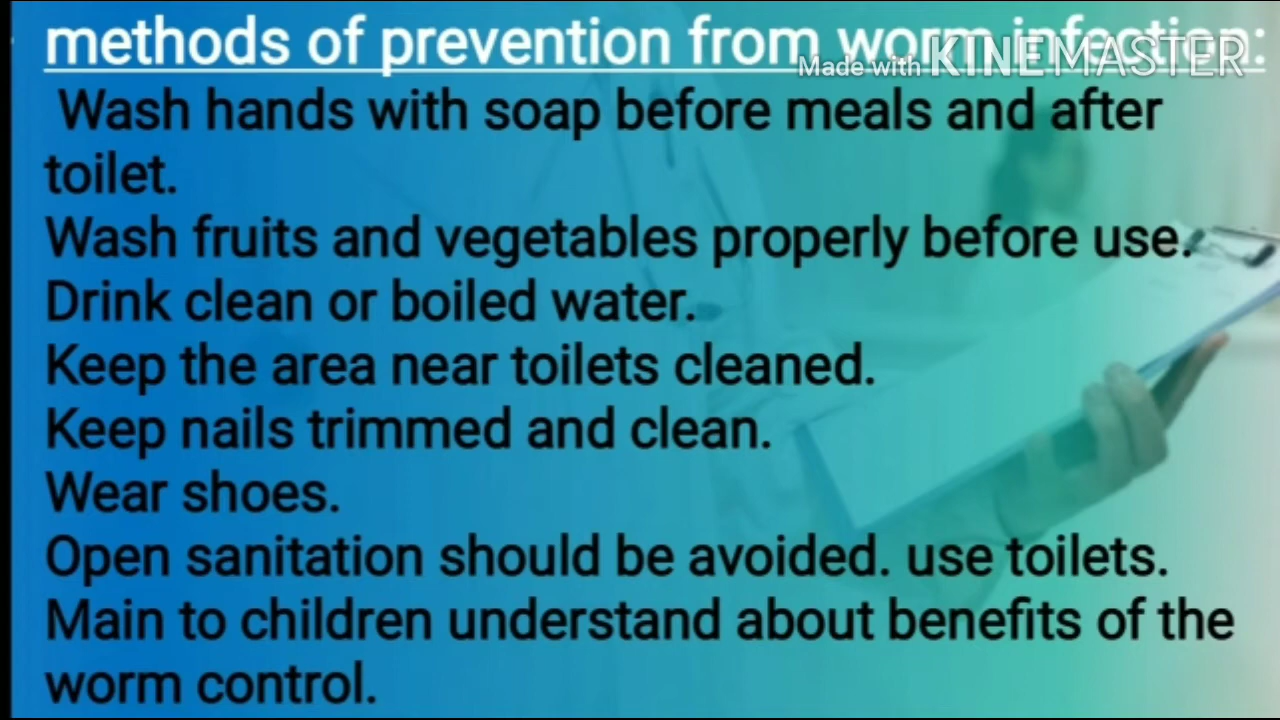 methods of prevention from worm infection:
Made with KINEMASTER
Wash hands with soap before meals and after
toilet.
Wash fruits and vegetables properly before use.
Drink clean or boiled water.
Keep the area near toilets cleaned.
Keep nails trimmed and clean.
Wear shoes.
Open sanitation should be avoided. use toilets.
Main to children understand about benefits of the
worm control.